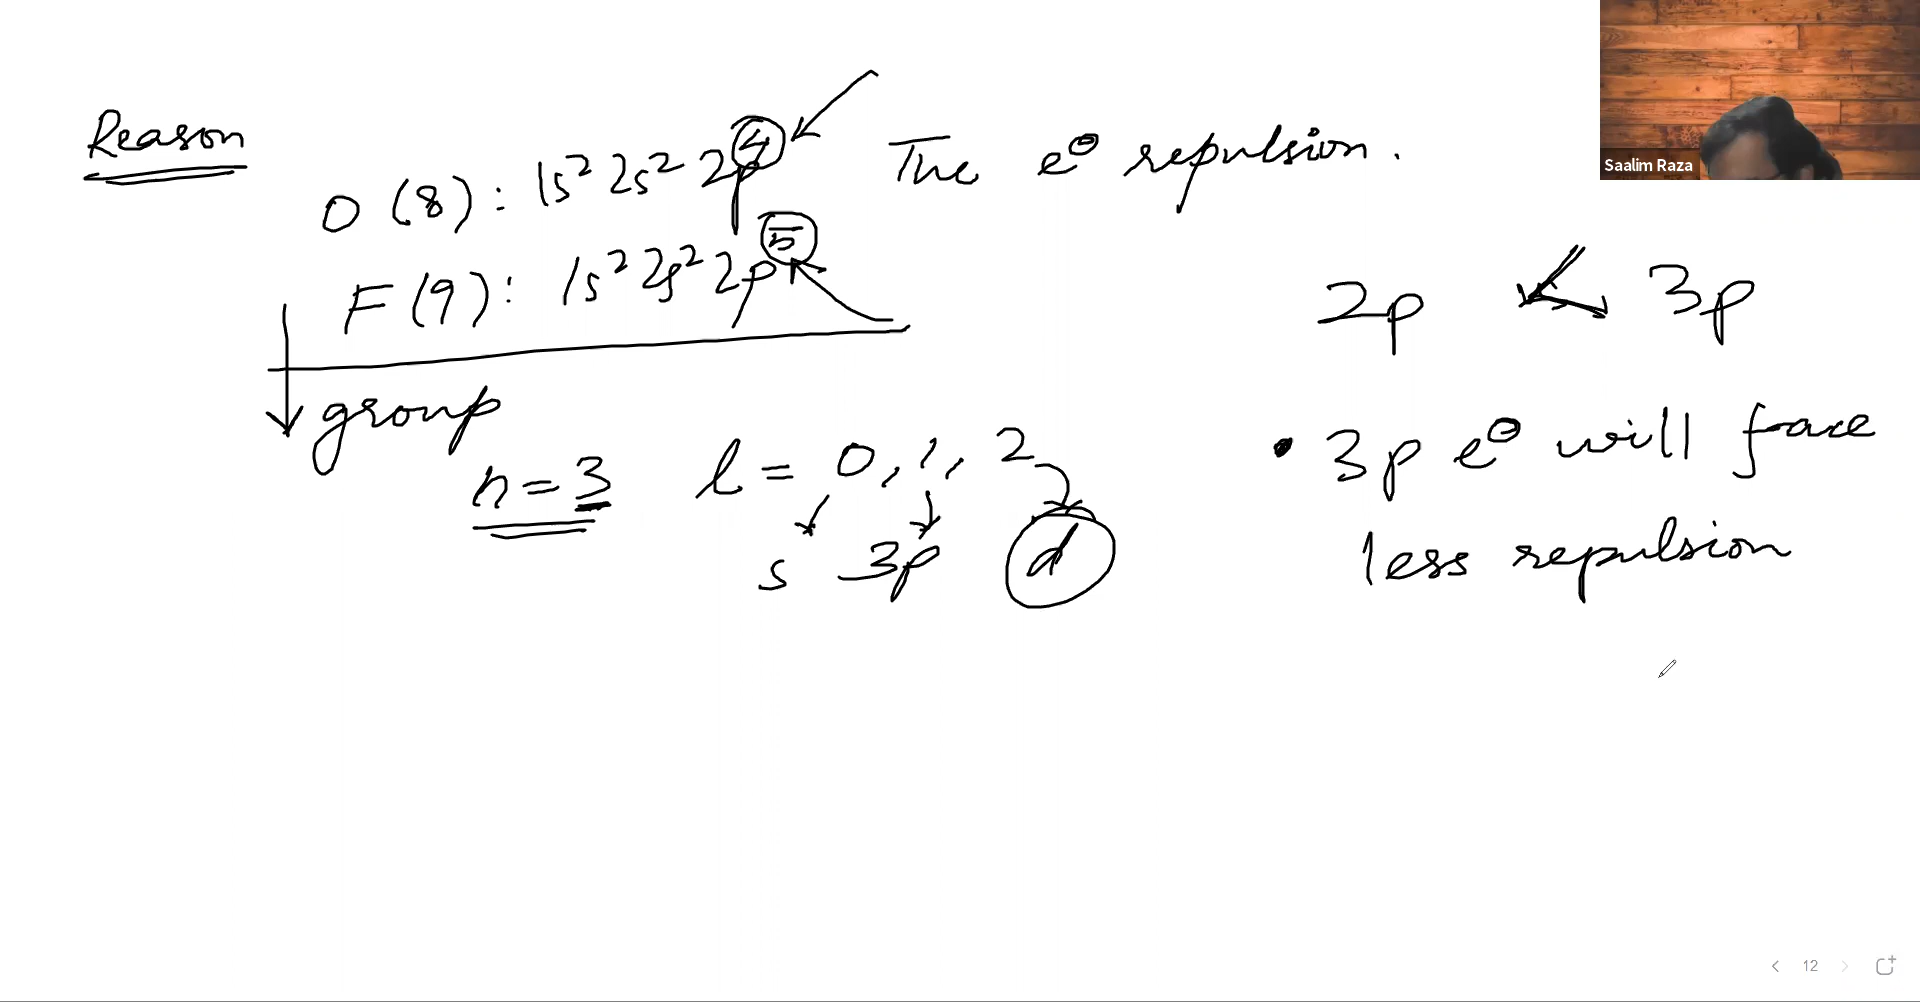 Reason
O (8) : 1s² 2s² 2p⁴ The e⊖ repulsion.
F (9) : 1s² 2s² 2p⁵
group
n = 3 l = 0, 1, 2
s 3p d
2p < 3p
• 3p e⊖ will face
less repulsion
Saalim Raza
12